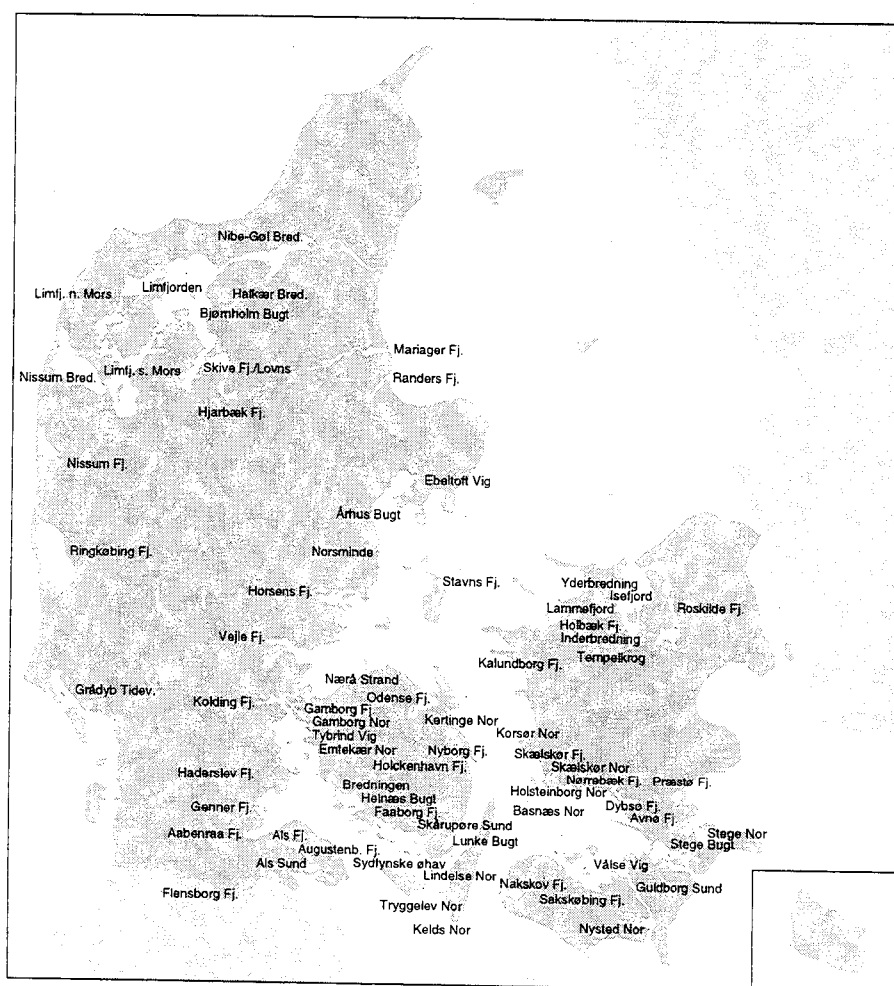 Nibe-Gøl Bred.
Limfjorden
Limfj. n. Mors
Halkær Bred.
Bjørnholm Bugt
Mariager Fj.
Limfj. s. Mors
Skive Fj./Lovns
Nissum Bred.
Randers Fj.
Hjarbæk Fj.
Nissum Fj.
Ebeltoft Vig
Århus Bugt
Ringkøbing Fj.
Norsminde
Stavns Fj.
Yderbredning
Isefjord
Horsens Fj.
Lammefjord
Roskilde Fj.
Holbæk Fj.
Inderbredning
Vejle Fj.
Tempelkrog
Kalundborg Fj.
Nærå Strand
Grådyb Tidev.
Odense Fj.
Kolding Fj.
Gamborg Fj.
Gamborg Nor
Kertinge Nor
Tybrind Vig
Korsør Nor
Emtekær Nor
Nyborg Fj.
Skælskør Fj.
Holckenhavn Fj.
Skælskør Nor
Haderslev Fj.
Nørrebæk Fj.
Præstø Fj.
Bredningen
Holsteinborg Nor
Helnæs Bugt
Genner Fj.
Dybsø Fj.
Faaborg Fj.
Basnæs Nor
Avnø Fj.
Skårupøre Sund
Aabenraa Fj.
Als Fj.
Stege Nor
Lunke Bugt
Stege Bugt
Augustenb. Fj.
Als Sund
Sydfynske øhav
Vålse Vig
Lindelse Nor
Nakskov Fj.
Guldborg Sund
Flensborg Fj.
Sakskøbing Fj.
Tryggelev Nor
Kelds Nor
Nysted Nor